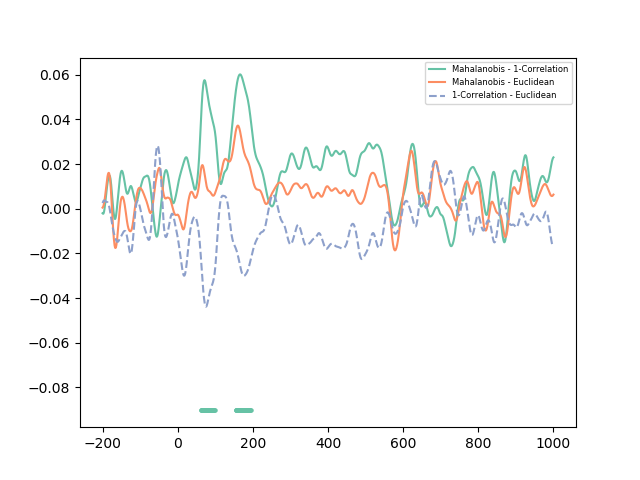 Mahalanobis - 1-Correlation
Mahalanobis - Euclidean
1-Correlation - Euclidean
0.06
0.04
0.02
0.00
−0.02
−0.04
−0.06
−0.08
−200 0 200 400 600 800 1000